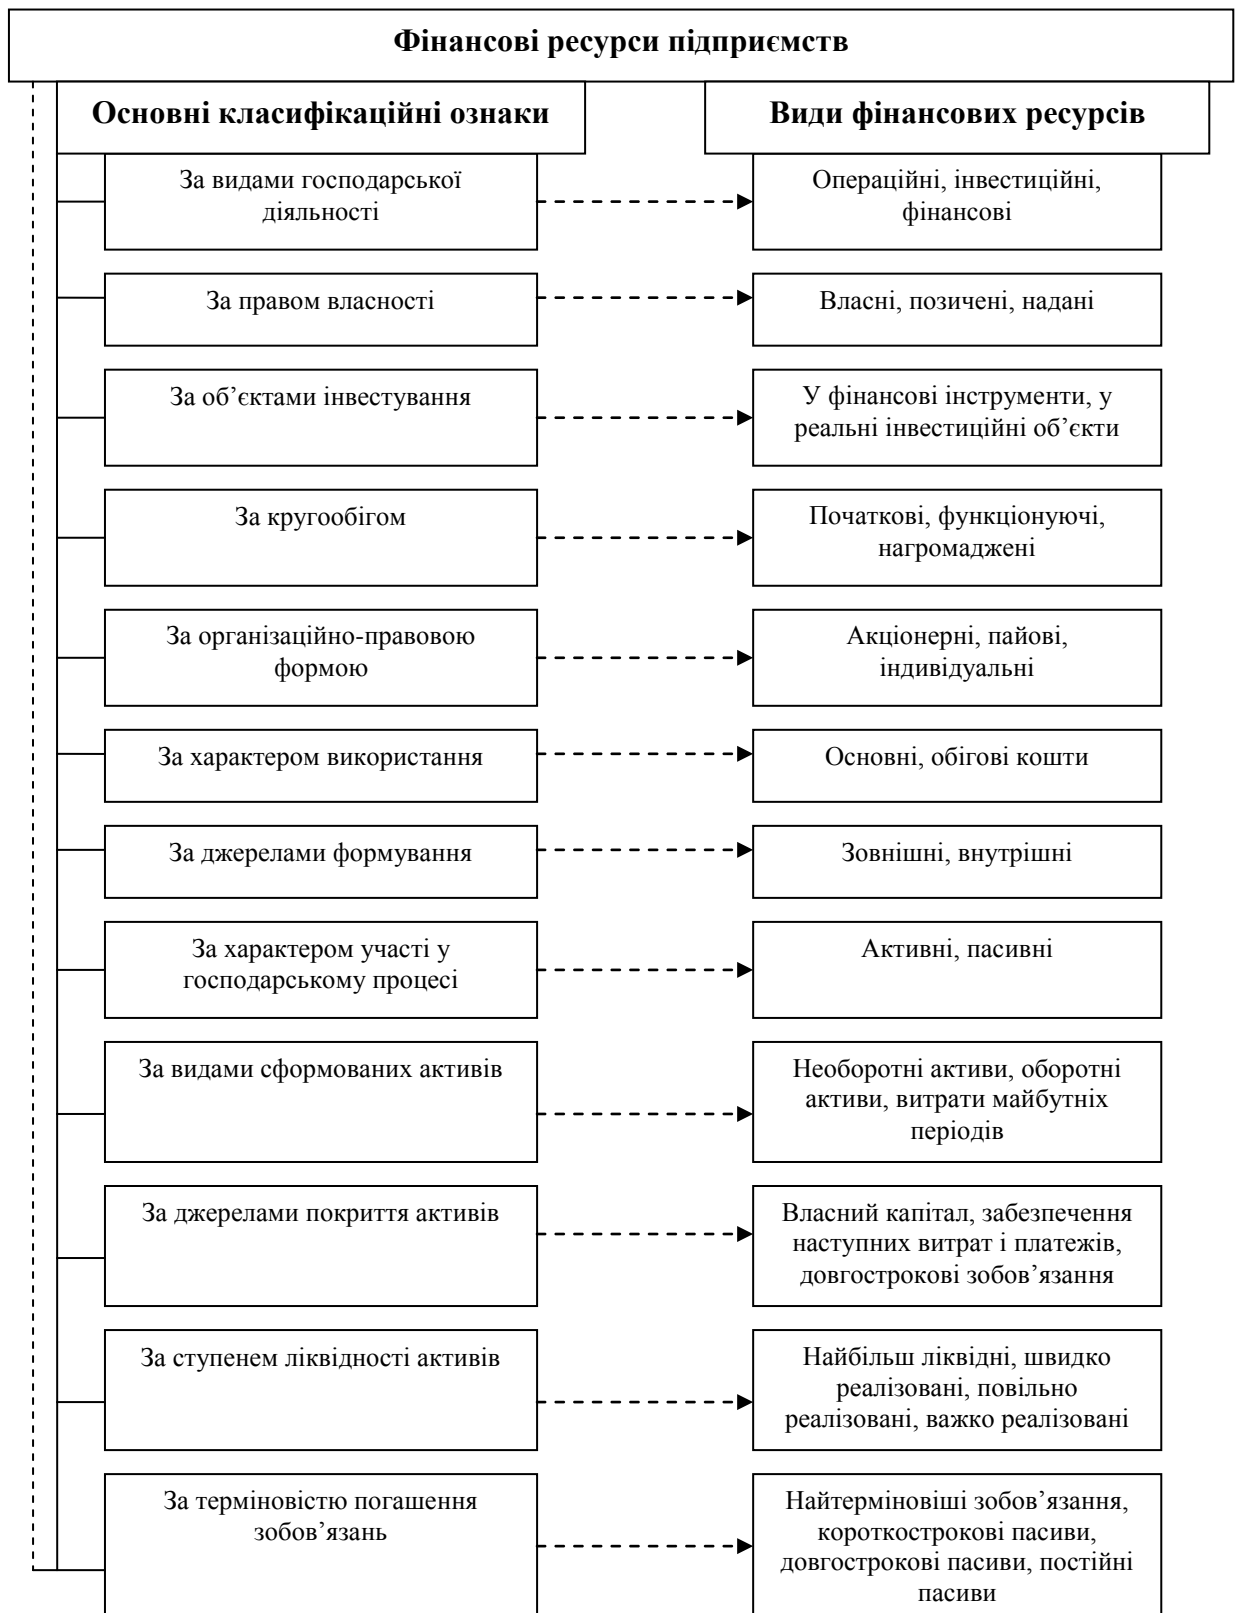 Фінансові ресурси підприємств
Основні класифікаційні ознаки
Види фінансових ресурсів
За видами господарської
діяльності
Операційні, інвестиційні,
фінансові
За правом власності
Власні, позичені, надані
За об’єктами інвестування
У фінансові інструменти, у
реальні інвестиційні об’єкти
За кругообігом
Початкові, функціонуючі,
нагромаджені
За організаційно-правовою
формою
Акціонерні, пайові,
індивідуальні
За характером використання
Основні, обігові кошти
За джерелами формування
Зовнішні, внутрішні
За характером участі у
господарському процесі
Активні, пасивні
За видами сформованих активів
Необоротні активи, оборотні
активи, витрати майбутніх
періодів
За джерелами покриття активів
Власний капітал, забезпечення
наступних витрат і платежів,
довгострокові зобов’язання
За ступенем ліквідності активів
Найбільш ліквідні, швидко
реалізовані, повільно
реалізовані, важко реалізовані
За терміновістю погашення
зобов’язань
Найтерміновіші зобов’язання,
короткострокові пасиви,
довгострокові пасиви, постійні
пасиви